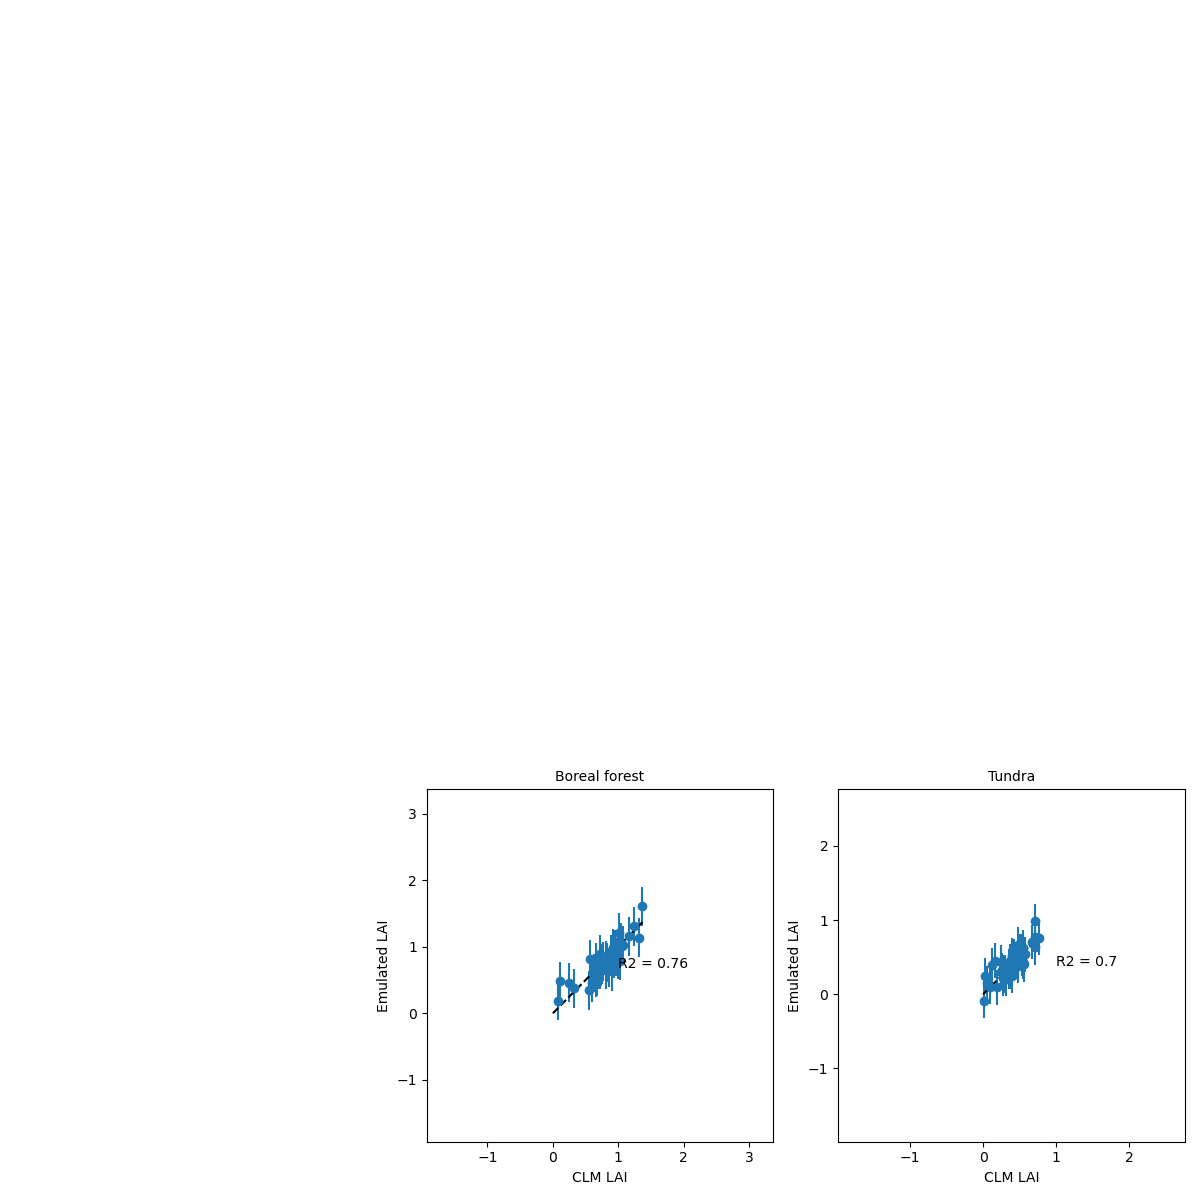 Boreal forest
Emulated LAI
3
2
1
0
−1
R2 = 0.76
−1 0 1 2 3
CLM LAI
Tundra
Emulated LAI
2
1
0
−1
R2 = 0.7
−1 0 1 2
CLM LAI